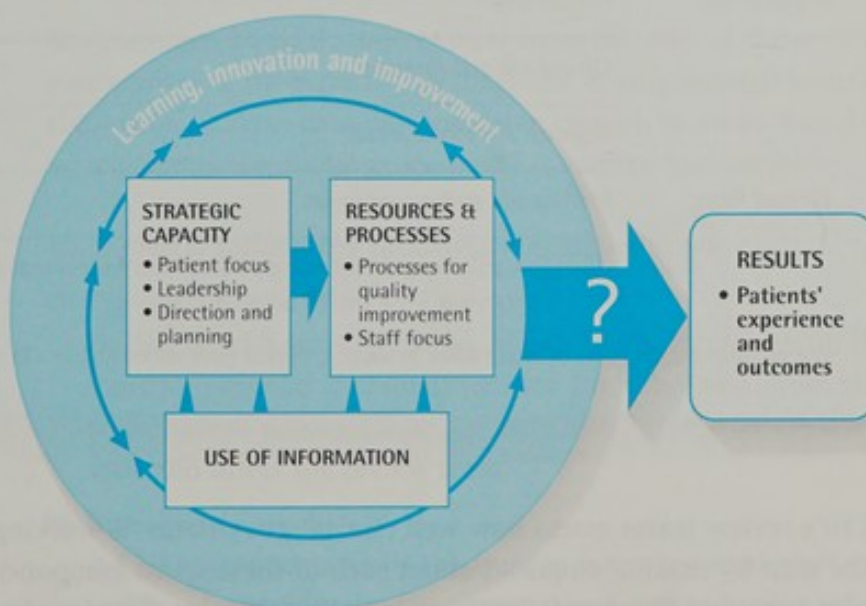 Learning, innovation and improvement
STRATEGIC
CAPACITY
• Patient focus
• Leadership
• Direction and
planning
RESOURCES &
PROCESSES
• Processes for
quality
improvement
• Staff focus
USE OF INFORMATION
?
RESULTS
• Patients'
experience
and
outcomes